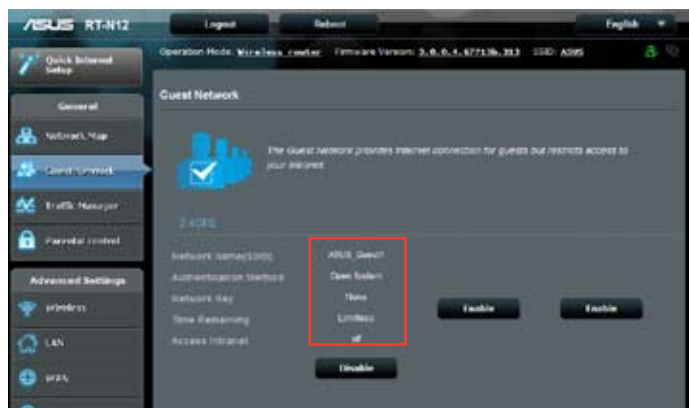 ASUS RT-N12
Logout
Reboot
English
Operation Mode: Wireless router Firmware Version: SSID: ASUS
Quick Internet Setup
Guest Network
General
The Guest Network provides Internet connection for guests but restricts access to
your Intranet.
Network Map
Guest Network
Traffic Manager
2.4GHz
Parental control
Network Name(SSID) ASUS_Guest1
Advanced Settings
Authentication Method Open System
Network Key None
Wireless
Time Remaining Limitless
Enable
Enable
Access Intranet off
LAN
Disable
WAN